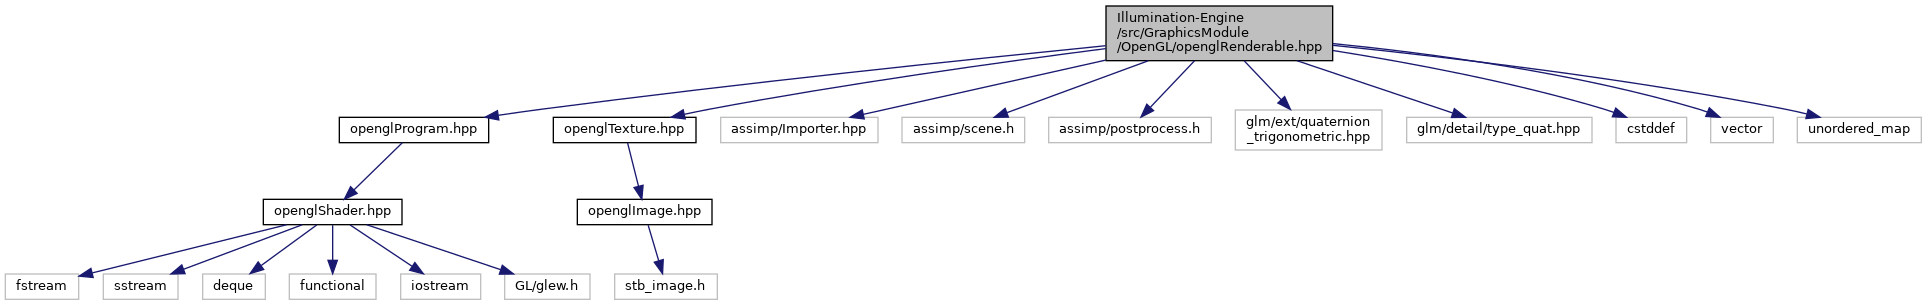 Illumination-Engine
/src/GraphicsModule
/OpenGL/openglRenderable.hpp
openglProgram.hpp
openglTexture.hpp
assimp/Importer.hpp
assimp/scene.h
assimp/postprocess.h
glm/ext/quaternion
_trigonometric.hpp
glm/detail/type_quat.hpp
cstddef
vector
unordered_map
openglShader.hpp
openglImage.hpp
fstream
sstream
deque
functional
iostream
GL/glew.h
stb_image.h